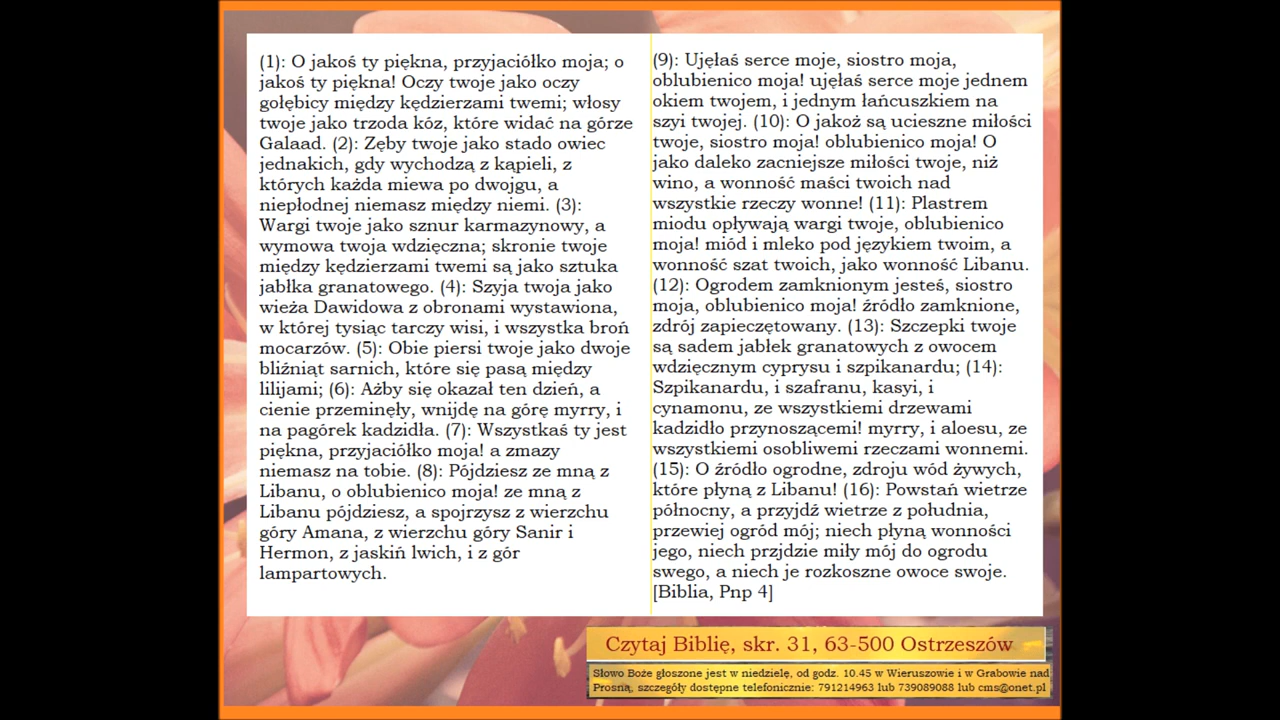 (1): O jakoś ty piękna, przyjaciółko moja; o
jakoś ty piękna! Oczy twoje jako oczy
gołębicy między kędzierzami twemi; włosy
twoje jako trzoda kóz, które widać na górze
Galaad. (2): Zęby twoje jako stado owiec
jednakich, gdy wychodzą z kąpieli, z
których każda miewa po dwojgu, a
niepłodnej niemasz między niemi. (3):
Wargi twoje jako sznur karmazynowy, a
wymowa twoja wdzięczna; skronie twoje
między kędzierzami twemi są jako sztuka
jabłka granatowego. (4): Szyja twoja jako
wieża Dawidowa z obronami wystawiona,
w której tysiąc tarczy wisi, i wszystka broń
mocarzów. (5): Obie piersi twoje jako dwoje
bliźniąt sarnich, które się pasą między
lilijami; (6): Ażby się okazał ten dzień, a
cienie przeminęły, wnijdę na górę myrry, i
na pagórek kadzidła. (7): Wszystkaś ty jest
piękna, przyjaciółko moja! a zmazy
niemasz na tobie. (8): Pójdziesz ze mną z
Libanu, o oblubienico moja! ze mną z
Libanu pójdziesz, a spojrzysz z wierzchu
góry Amana, z wierzchu góry Sanir i
Hermon, z jaskiń lwich, i z gór
lampartowych.
(9): Ujęłaś serce moje, siostro moja,
oblubienico moja! ujęłaś serce moje jednem
okiem twojem, i jednym łańcuszkiem na
szyi twojej. (10): O jakoż są ucieszne miłości
twoje, siostro moja! oblubienico moja! O
jako daleko zacniejsze miłości twoje, niż
wino, a wonność maści twoich nad
wszystkie rzeczy wonne! (11): Plastrem
miodu opływają wargi twoje, oblubienico
moja! miód i mleko pod językiem twoim, a
wonność szat twoich, jako wonność Libanu.
(12): Ogrodem zamknionym jesteś, siostro
moja, oblubienico moja! źródło zamknione,
zdrój zapieczętowany. (13): Szczepki twoje
są sadem jabłek granatowych z owocem
wdzięcznym cyprysu i szpikanardu; (14):
Szpikanardu, i szafranu, kasyi, i
cynamonu, ze wszystkiemi drzewami
kadzidło przynoszącemi! myrry, i aloesu, ze
wszystkiemi osobliwemi rzeczami wonnemi.
(15): O źródło ogrodne, zdroju wód żywych,
które płyną z Libanu! (16): Powstań wietrze
północny, a przyjdź wietrze z południa,
przewiej ogród mój; niech płyną wonności
jego, niech przjdzie miły mój do ogrodu
swego, a niech je rozkoszne owoce swoje.
[Biblia, Pnp 4]
Czytaj Biblię, skr. 31, 63-500 Ostrzeszów
Słowo Boże głoszone jest w niedzielę, od godz. 10.45 w Wieruszowie i w Grabowie nad
Prosną, szczegóły dostępne telefonicznie: 791214963 lub 739089088 lub cms@onet.pl